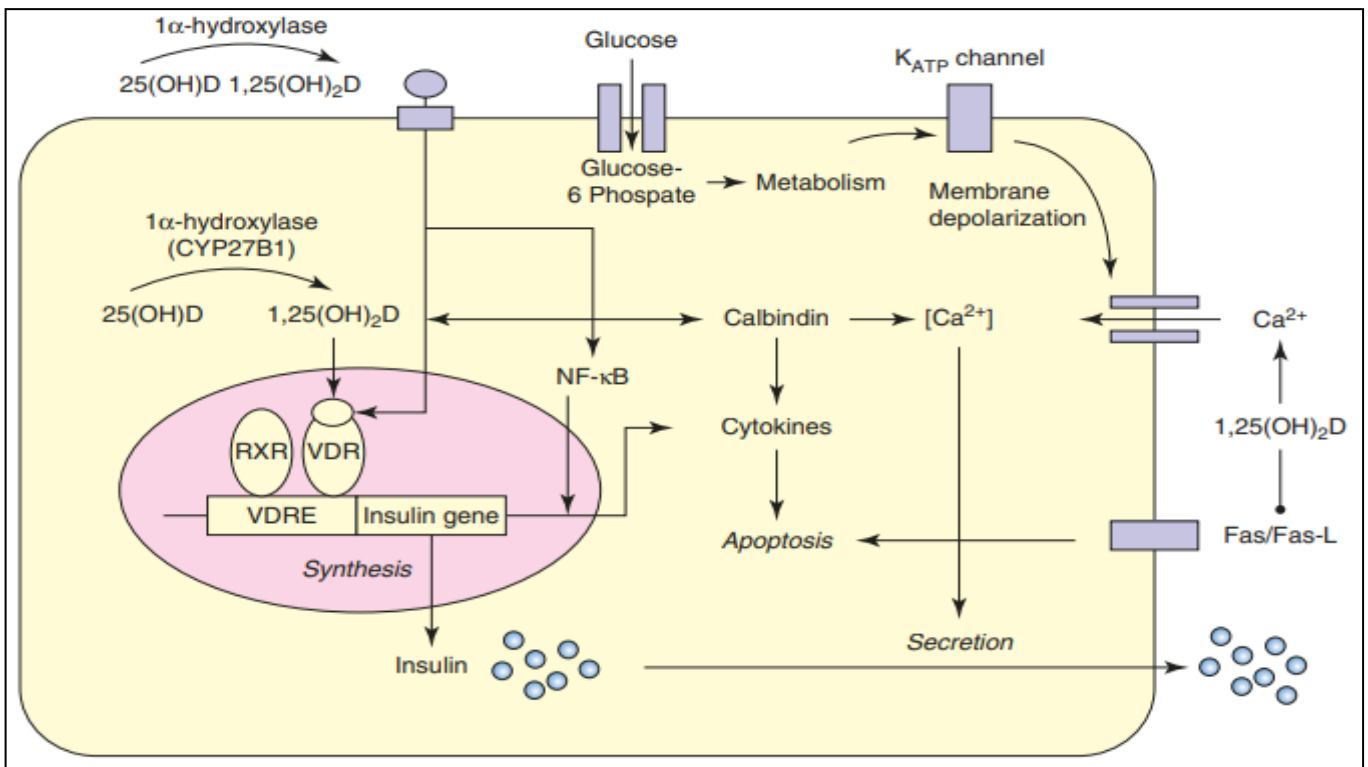 1α-hydroxylase
25(OH)D 1,25(OH)₂D
Glucose
K_ATP channel
Glucose-
6 Phospate
Metabolism
Membrane
depolarization
1α-hydroxylase
(CYP27B1)
25(OH)D
1,25(OH)₂D
Calbindin
[Ca²⁺]
Ca²⁺
NF-κB
Cytokines
1,25(OH)₂D
RXR
VDR
VDRE
Insulin gene
Apoptosis
Fas/Fas-L
Synthesis
Secretion
Insulin